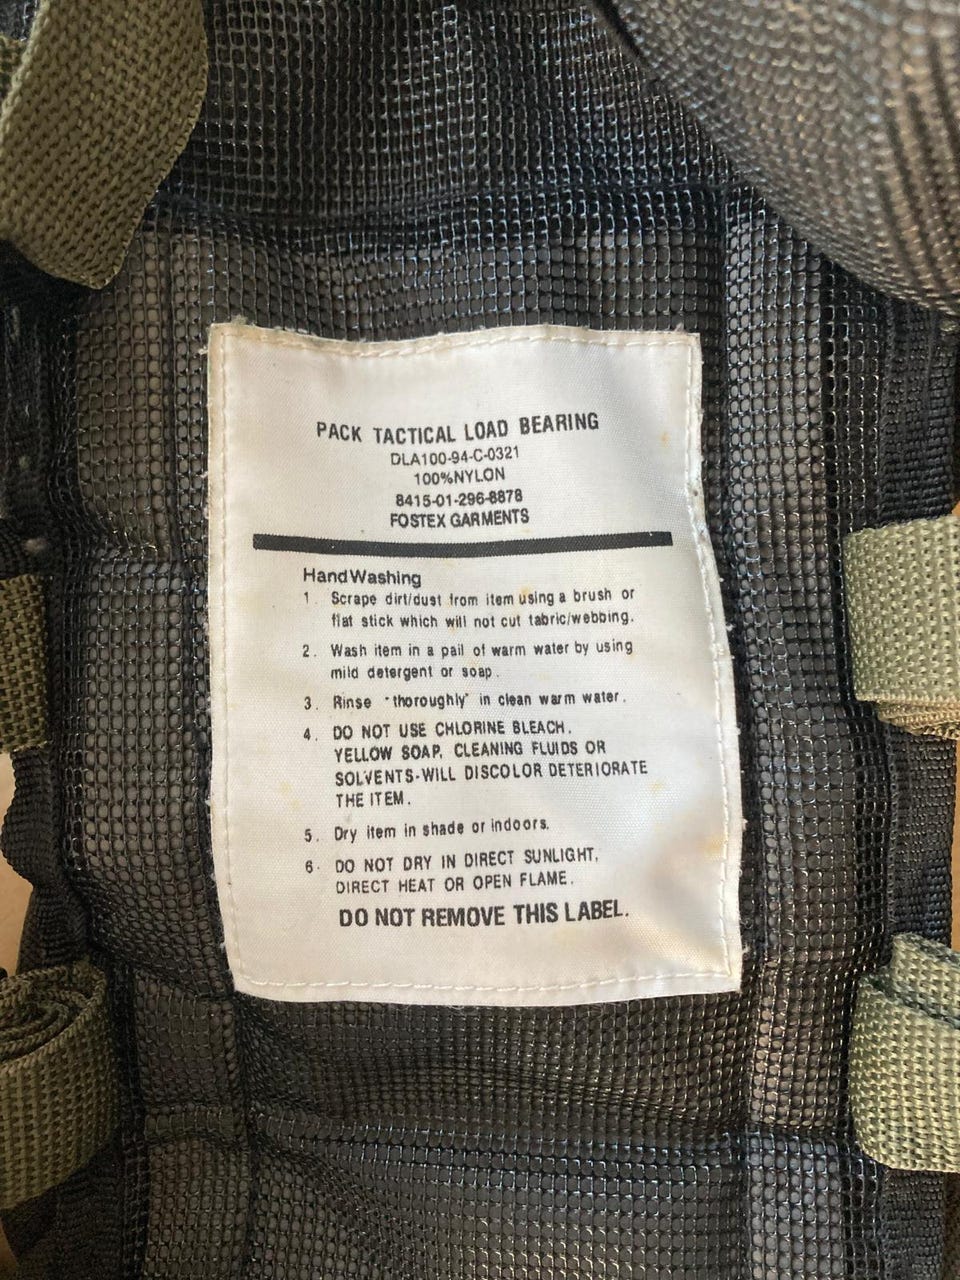 PACK TACTICAL LOAD BEARING
DLA100-94-C-0321
100%NYLON
8415-01-296-8878
FOSTEX GARMENTS
Hand Washing
1. Scrape dirt/dust from item using a brush or
flat stick which will not cut tabric/webbing.
2. Wash item in a pail of warm water by using
mild detergent or soap.
3. Rinse "thoroughly" in clean warm water.
4. DO NOT USE CHLORINE BLEACH.
YELLOW SOAP, CLEANING FLUIDS OR
SOLVENTS-WILL DISCOLOR DETERIORATE
THE ITEM.
5. Dry item in shade or indoors.
6. DO NOT DRY IN DIRECT SUNLIGHT,
DIRECT HEAT OR OPEN FLAME.
DO NOT REMOVE THIS LABEL.